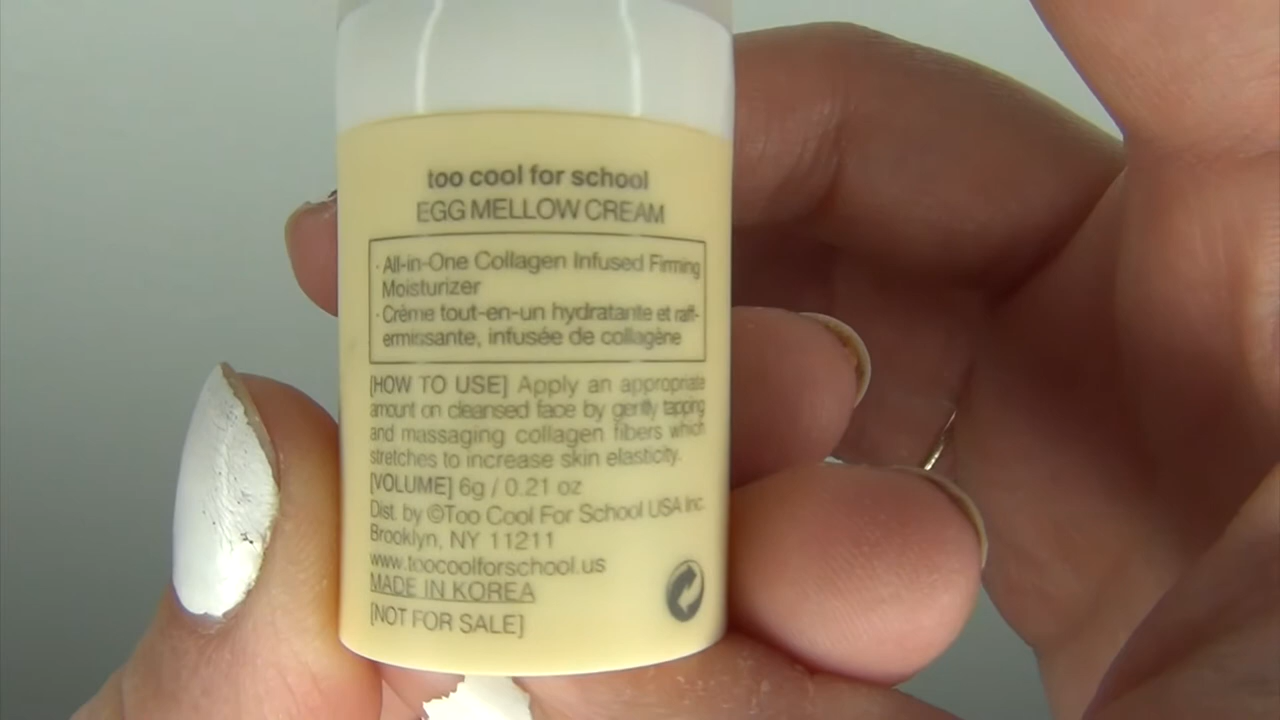 too cool for school
EGG MELLOW CREAM
· All-in-One Collagen Infused Firming
Moisturizer
· Crème tout-en-un hydratante et raff-
ermissante, infusée de collagène
[HOW TO USE] Apply an appropriate
amount on cleansed face by gently tapping
and massaging collagen fibers which
stretches to increase skin elasticity.
[VOLUME] 6g / 0.21 oz
Dist. by ©Too Cool For School USA Inc.
Brooklyn, NY 11211
www.toocoolforschool.us
MADE IN KOREA
[NOT FOR SALE]